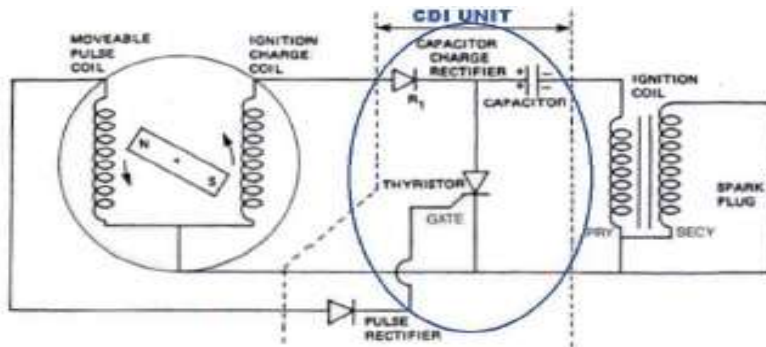 CDI UNIT
MOVEABLE
PULSE
COIL
IGNITION
CHARGE
COIL
CAPACITOR
CHARGE
RECTIFIER
R1
+ −
+ −
CAPACITOR
IGNITION
COIL
N
S
THYRISTOR
GATE
SPARK
PLUG
PRY
SECY
PULSE
RECTIFIER